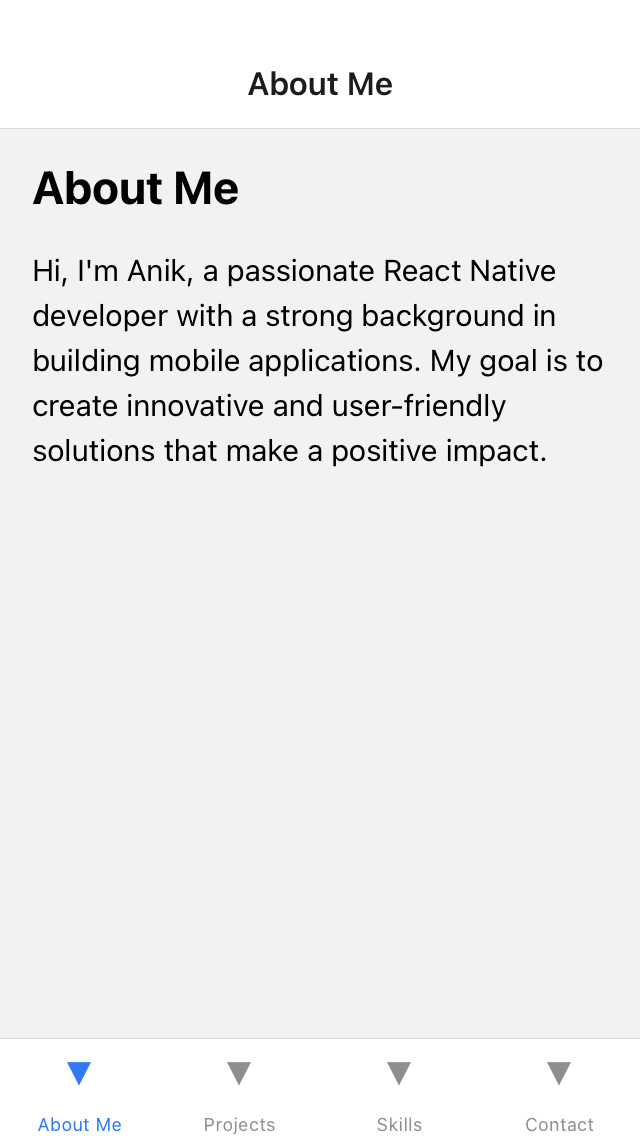 About Me
About Me
Hi, I'm Anik, a passionate React Native
developer with a strong background in
building mobile applications. My goal is to
create innovative and user-friendly
solutions that make a positive impact.
About Me
Projects
Skills
Contact